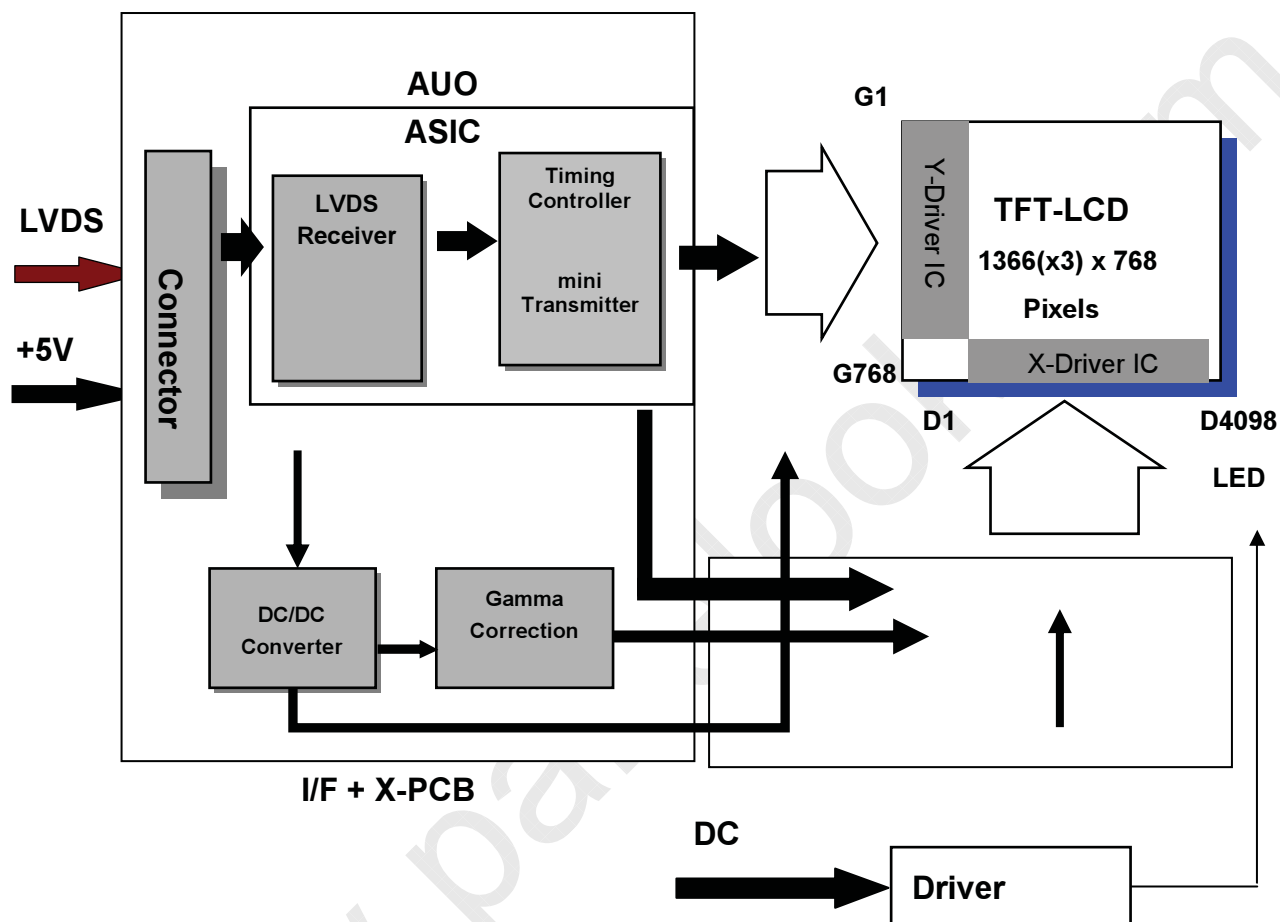 AUO
ASIC
LVDS
+5V
Connector
LVDS
Receiver
Timing
Controller
mini
Transmitter
G1
G768
Y-Driver IC
TFT-LCD
1366(x3) x 768
Pixels
X-Driver IC
D1
D4098
LED
DC/DC
Converter
Gamma
Correction
I/F + X-PCB
DC
Driver